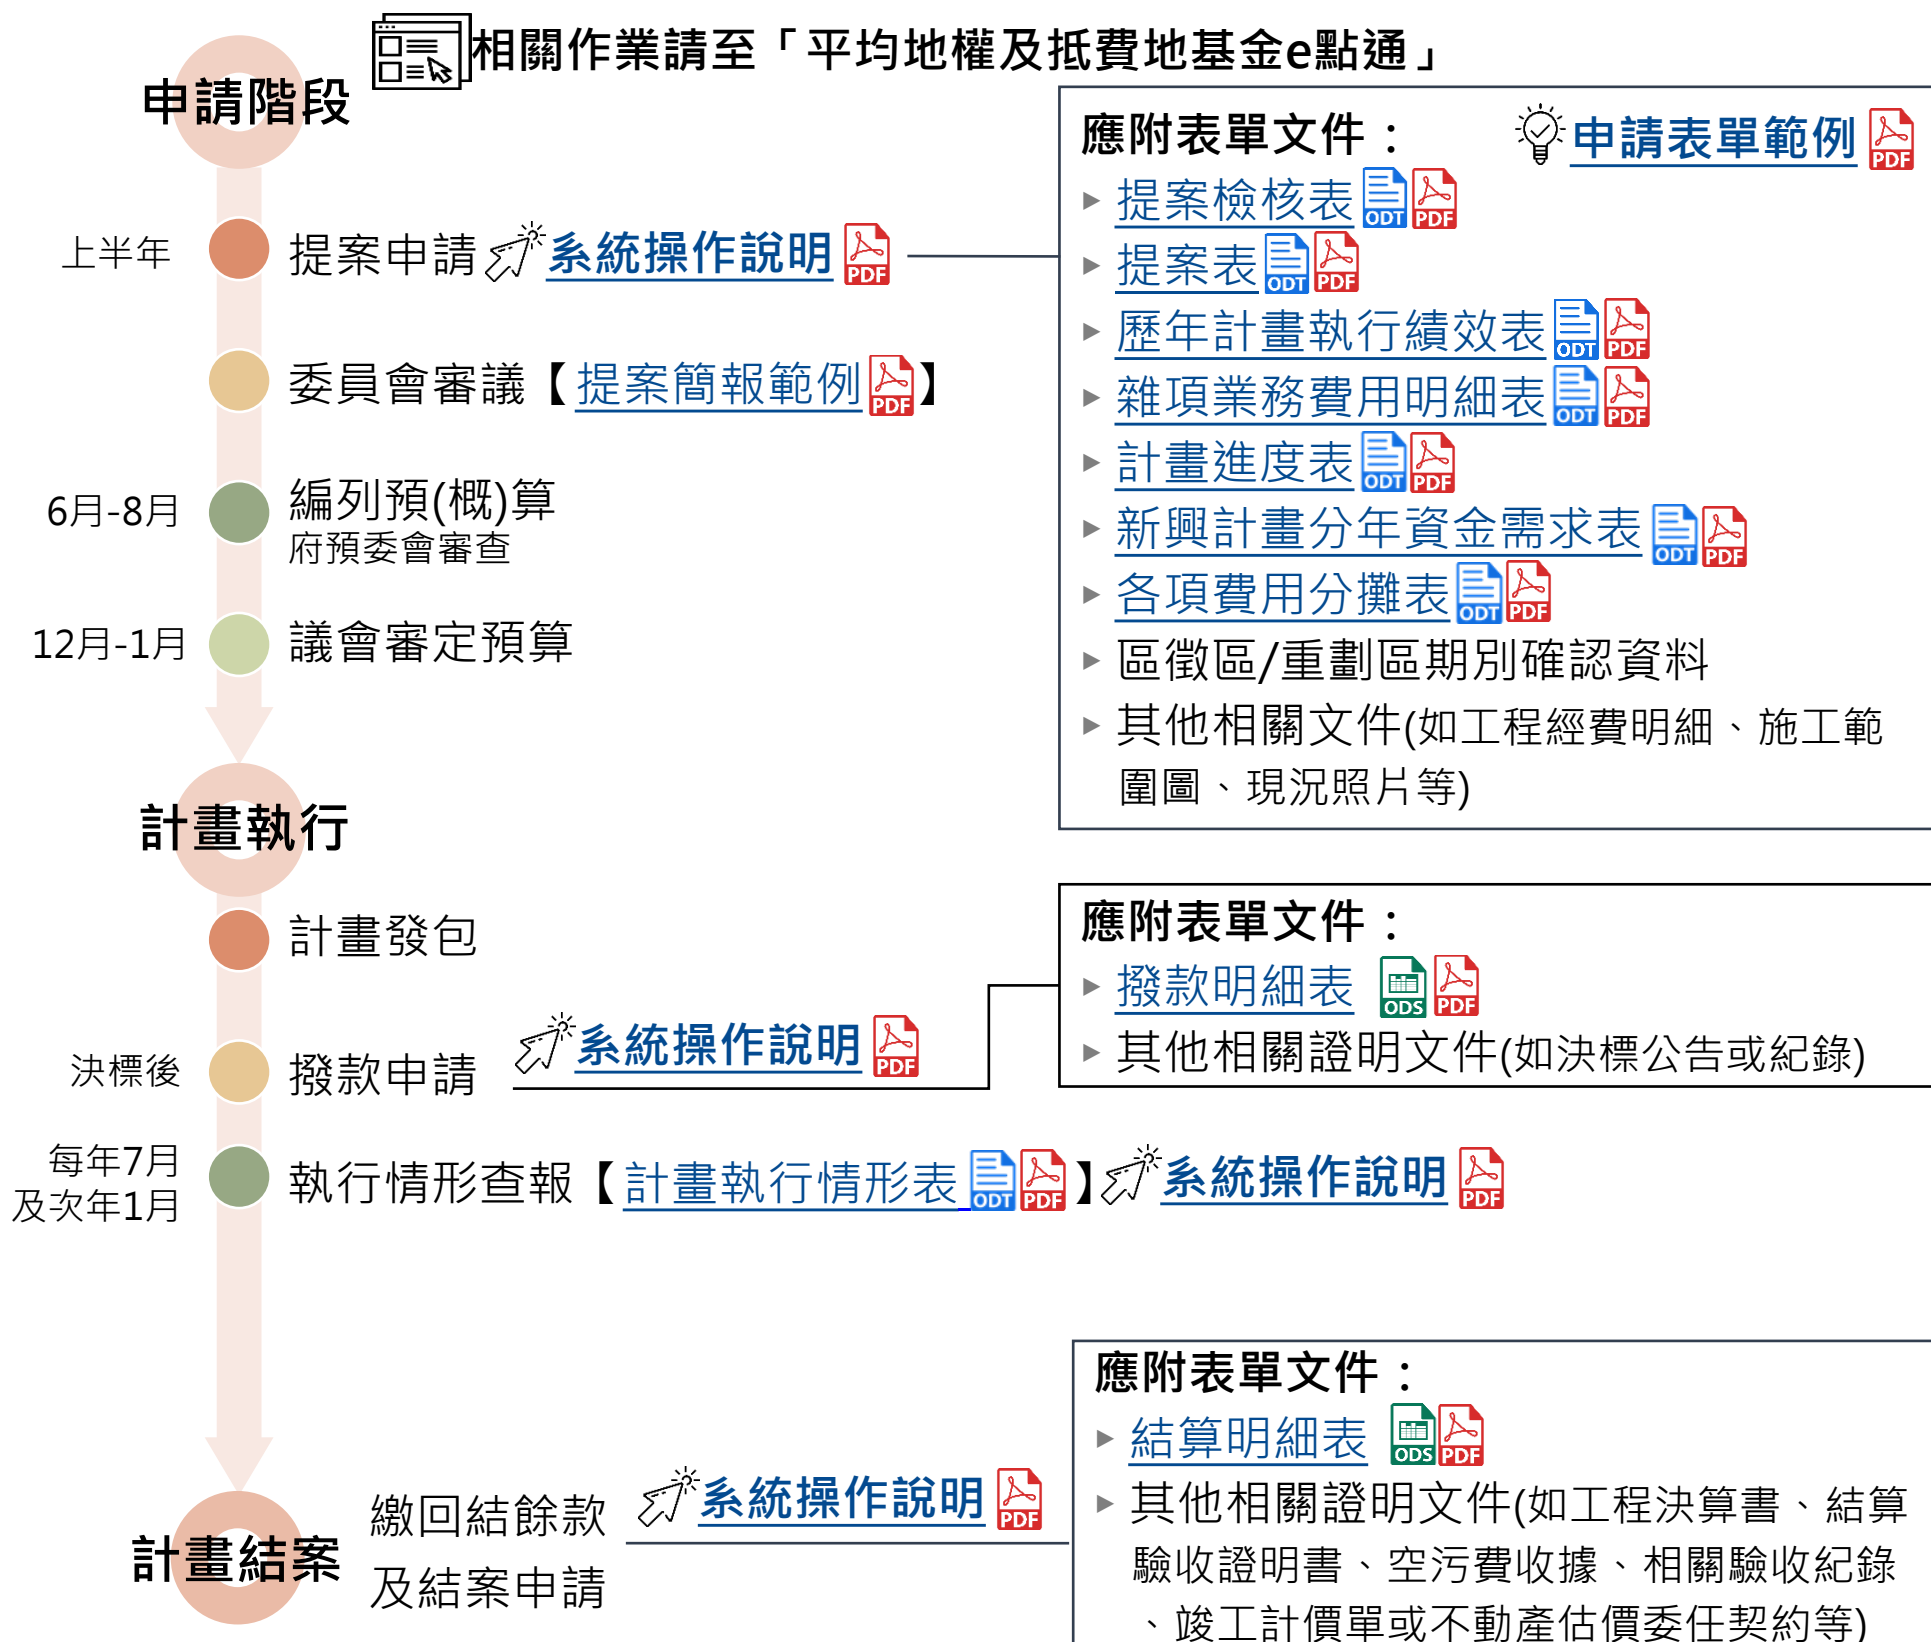 相關作業請至「平均地權及抵費地基金e點通」
申請階段
上半年
提案申請 系統操作說明 PDF
委員會審議【提案簡報範例 PDF】
6月-8月
編列預(概)算
府預委會審查
12月-1月
議會審定預算
應附表單文件：
申請表單範例 PDF
▸ 提案檢核表 ODT PDF
▸ 提案表 ODT PDF
▸ 歷年計畫執行績效表 ODT PDF
▸ 雜項業務費用明細表 ODT PDF
▸ 計畫進度表 ODT PDF
▸ 新興計畫分年資金需求表 ODT PDF
▸ 各項費用分攤表 ODT PDF
▸ 區徵區/重劃區期別確認資料
▸ 其他相關文件(如工程經費明細、施工範
圍圖、現況照片等)
計畫執行
計畫發包
決標後
撥款申請 系統操作說明 PDF
應附表單文件：
▸ 撥款明細表 ODS PDF
▸ 其他相關證明文件(如決標公告或紀錄)
每年7月
及次年1月
執行情形查報【計畫執行情形表 ODT PDF】 系統操作說明 PDF
計畫結案
繳回結餘款
及結案申請
系統操作說明 PDF
應附表單文件：
▸ 結算明細表 ODS PDF
▸ 其他相關證明文件(如工程決算書、結算
驗收證明書、空污費收據、相關驗收紀錄
、竣工計價單或不動產估價委任契約等)